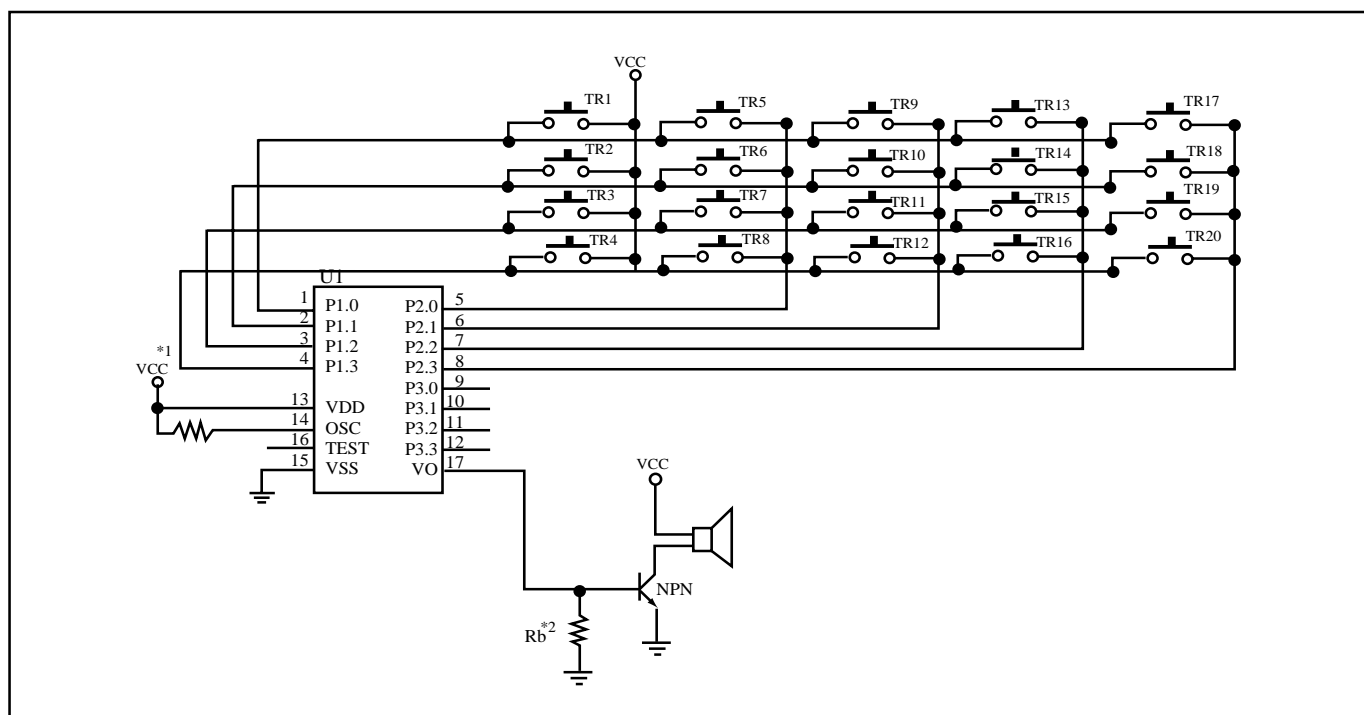 VCC
TR1 TR5 TR9 TR13 TR17
TR2 TR6 TR10 TR14 TR18
TR3 TR7 TR11 TR15 TR19
TR4 TR8 TR12 TR16 TR20
U1
1 P1.0 P2.0 5
2 P1.1 P2.1 6
3 P1.2 P2.2 7
4 P1.3 P2.3 8
*1
VCC
P3.0 9
13 VDD P3.1 10
14 OSC P3.2 11
16 TEST P3.3 12
15 VSS VO 17
VCC
NPN
Rb*2